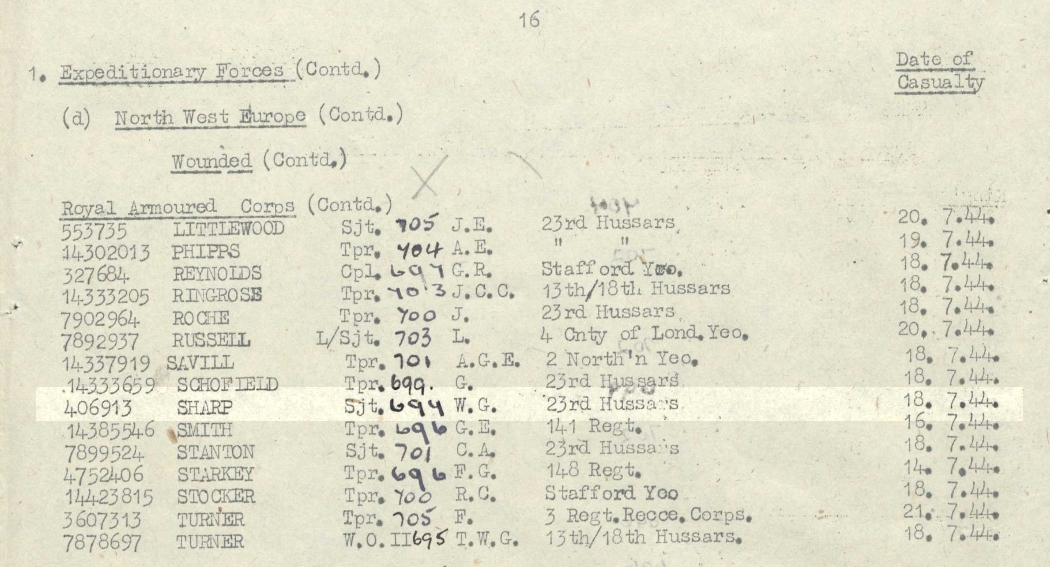 16
1. Expeditionary Forces (Contd.)
Date of
Casualty
(d) North West Europe (Contd.)
Wounded (Contd.)
Royal Armoured Corps (Contd.)
553735 LITTLEWOOD Sjt. 705 J.E. 23rd Hussars 20. 7.44.
14302013 PHIPPS Tpr. 704 A.E. " " 19. 7.44.
327684 REYNOLDS Cpl. 697 G.R. Stafford Yeo. 18. 7.44.
14333205 RINGROSE Tpr. 703 J.C.C. 13th/18th Hussars 18. 7.44.
7902964 ROCHE Tpr. 700 J. 23rd Hussars 18. 7.44.
7892937 RUSSELL L/Sjt. 703 L. 4 Cnty of Lond.Yeo. 20. 7.44.
14337919 SAVILL Tpr. 701 A.G.E. 2 North'n Yeo. 18. 7.44.
14333659 SCHOFIELD Tpr. 699. G. 23rd Hussars 18. 7.44.
406913 SHARP Sjt. 694 W.G. 23rd Hussars 18. 7.44.
14385546 SMITH Tpr. 696 G.E. 141 Regt. 16. 7.44.
7899524 STANTON Sjt. 701 C.A. 23rd Hussars 18. 7.44.
4752406 STARKEY Tpr. 696 F.G. 148 Regt. 14. 7.44.
14423815 STOCKER Tpr. 700 R.C. Stafford Yeo 18. 7.44.
3607313 TURNER Tpr. 705 F. 3 Regt.Recce.Corps. 21. 7.44.
7878697 TURNER W.O.II 695 T.W.G. 13th/18th Hussars. 18. 7.44.